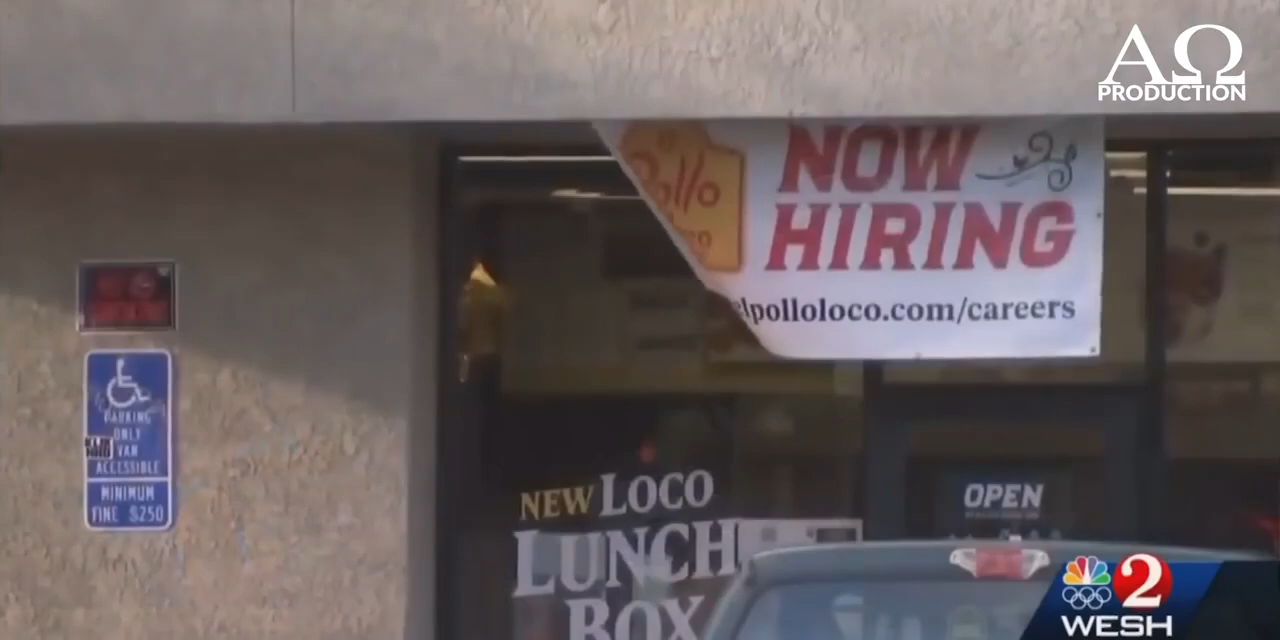 ΑΩ
PRODUCTION
Pollo
NOW
HIRING
elpolloloco.com/careers
PARKING
ONLY
VAN
ACCESSIBLE
MINIMUM
FINE $250
NEW LOCO
LUNCH
BOX
OPEN
2
WESH